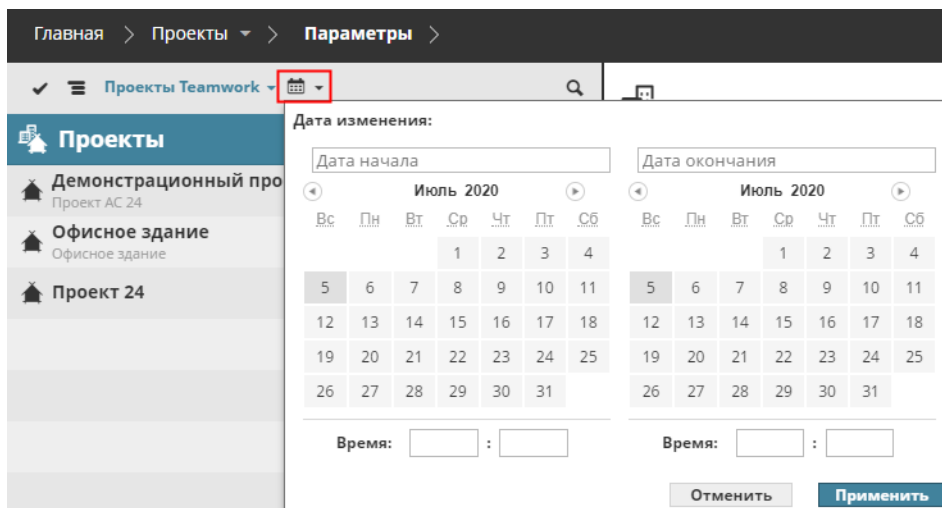 Главная > Проекты > Параметры >
Проекты Teamwork
Дата изменения:
Проекты
Дата начала Дата окончания
Демонстрационный про
Проект АС 24
Июль 2020 Июль 2020
Вс Пн Вт Ср Чт Пт Сб Вс Пн Вт Ср Чт Пт Сб
Офисное здание
Офисное здание
1 2 3 4 1 2 3 4
Проект 24
5 6 7 8 9 10 11 5 6 7 8 9 10 11
12 13 14 15 16 17 18 12 13 14 15 16 17 18
19 20 21 22 23 24 25 19 20 21 22 23 24 25
26 27 28 29 30 31 26 27 28 29 30 31
Время: : Время: :
Отменить Применить